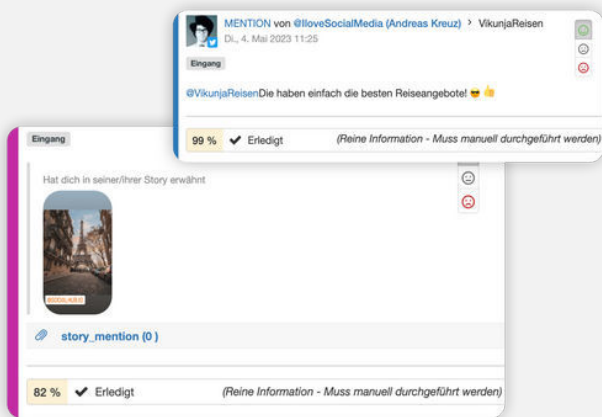 MENTION von @IloveSocialMedia (Andreas Kreuz) > VikunjaReisen
Di., 4. Mai 2023 11:25
Eingang
@VikunjaReisenDie haben einfach die besten Reiseangebote! 😎 👍
99 % ✔ Erledigt (Reine Information - Muss manuell durchgeführt werden)
Eingang
Hat dich in seiner/ihrer Story erwähnt
@SOCIALHUB.IO
story_mention (0 )
82 % ✔ Erledigt (Reine Information - Muss manuell durchgeführt werden)